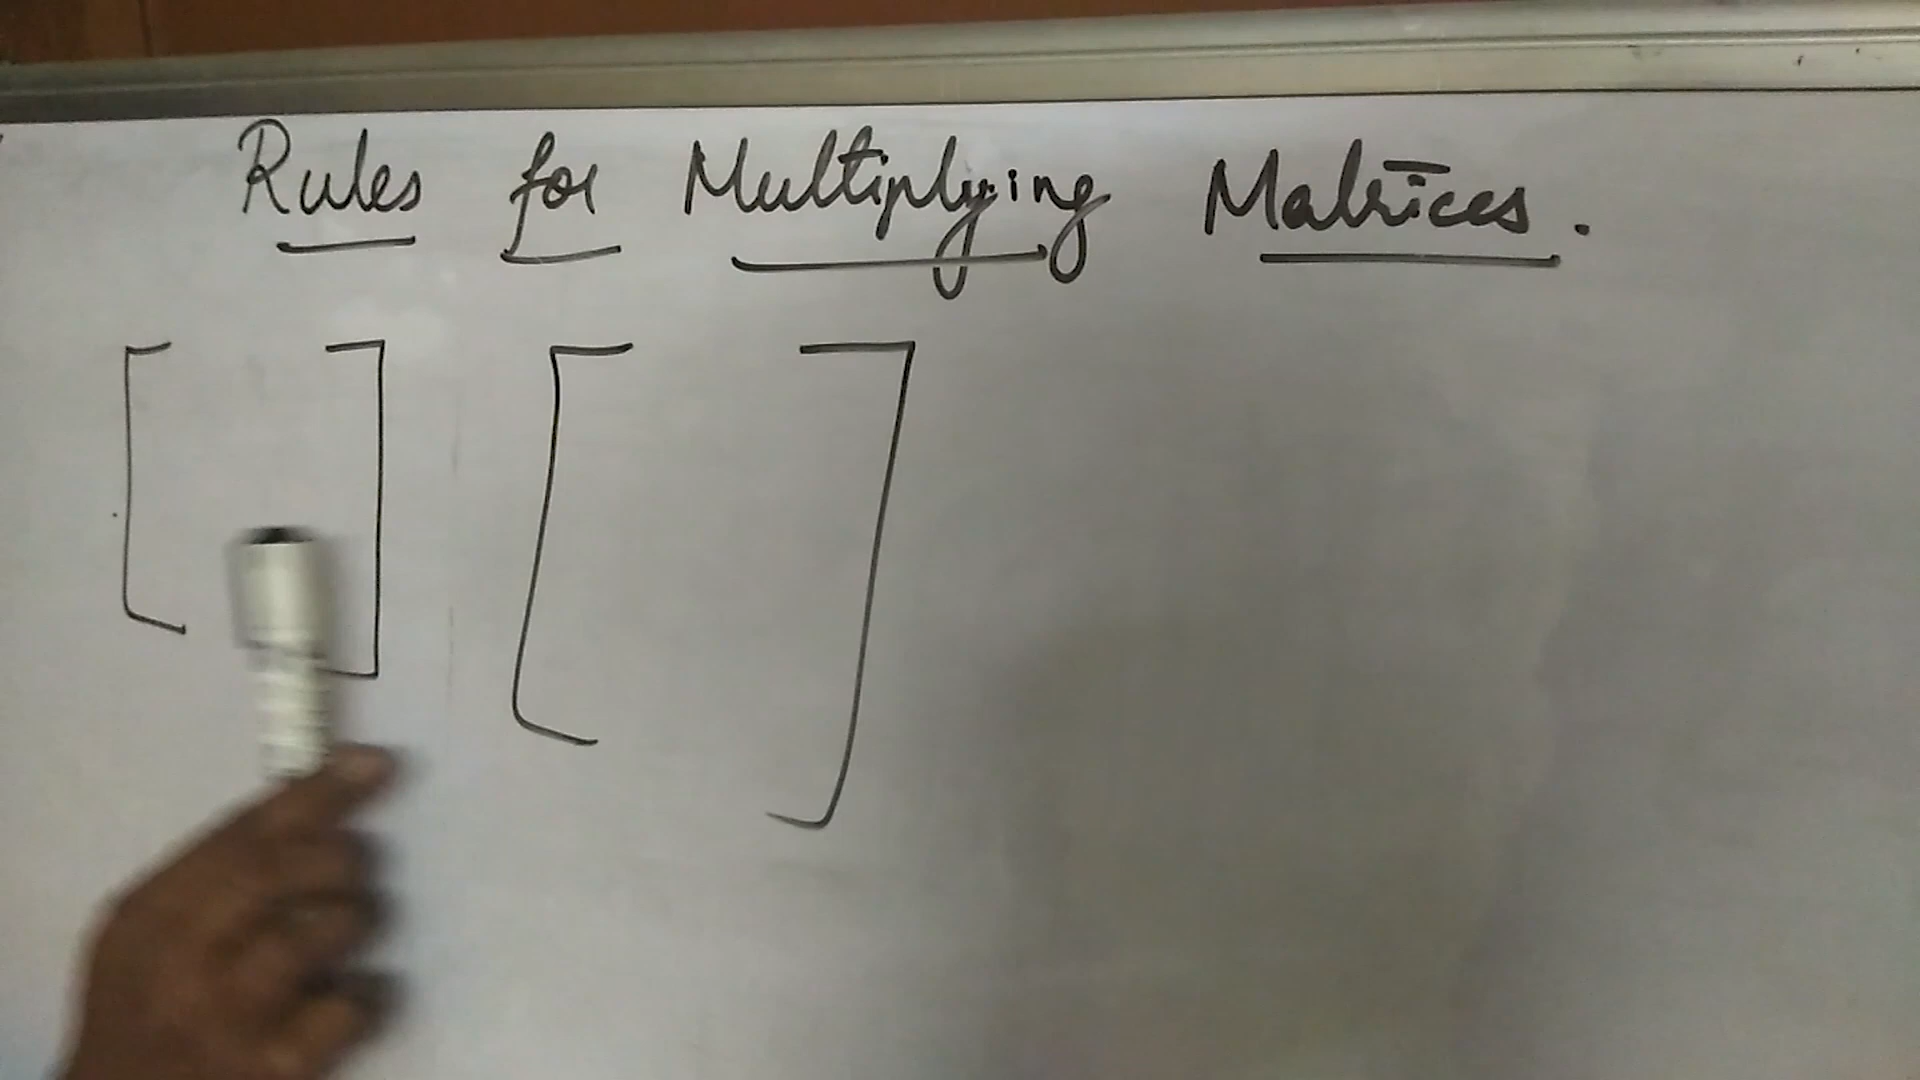 Rules for Multiplying Matrices.
[ ] [ ]